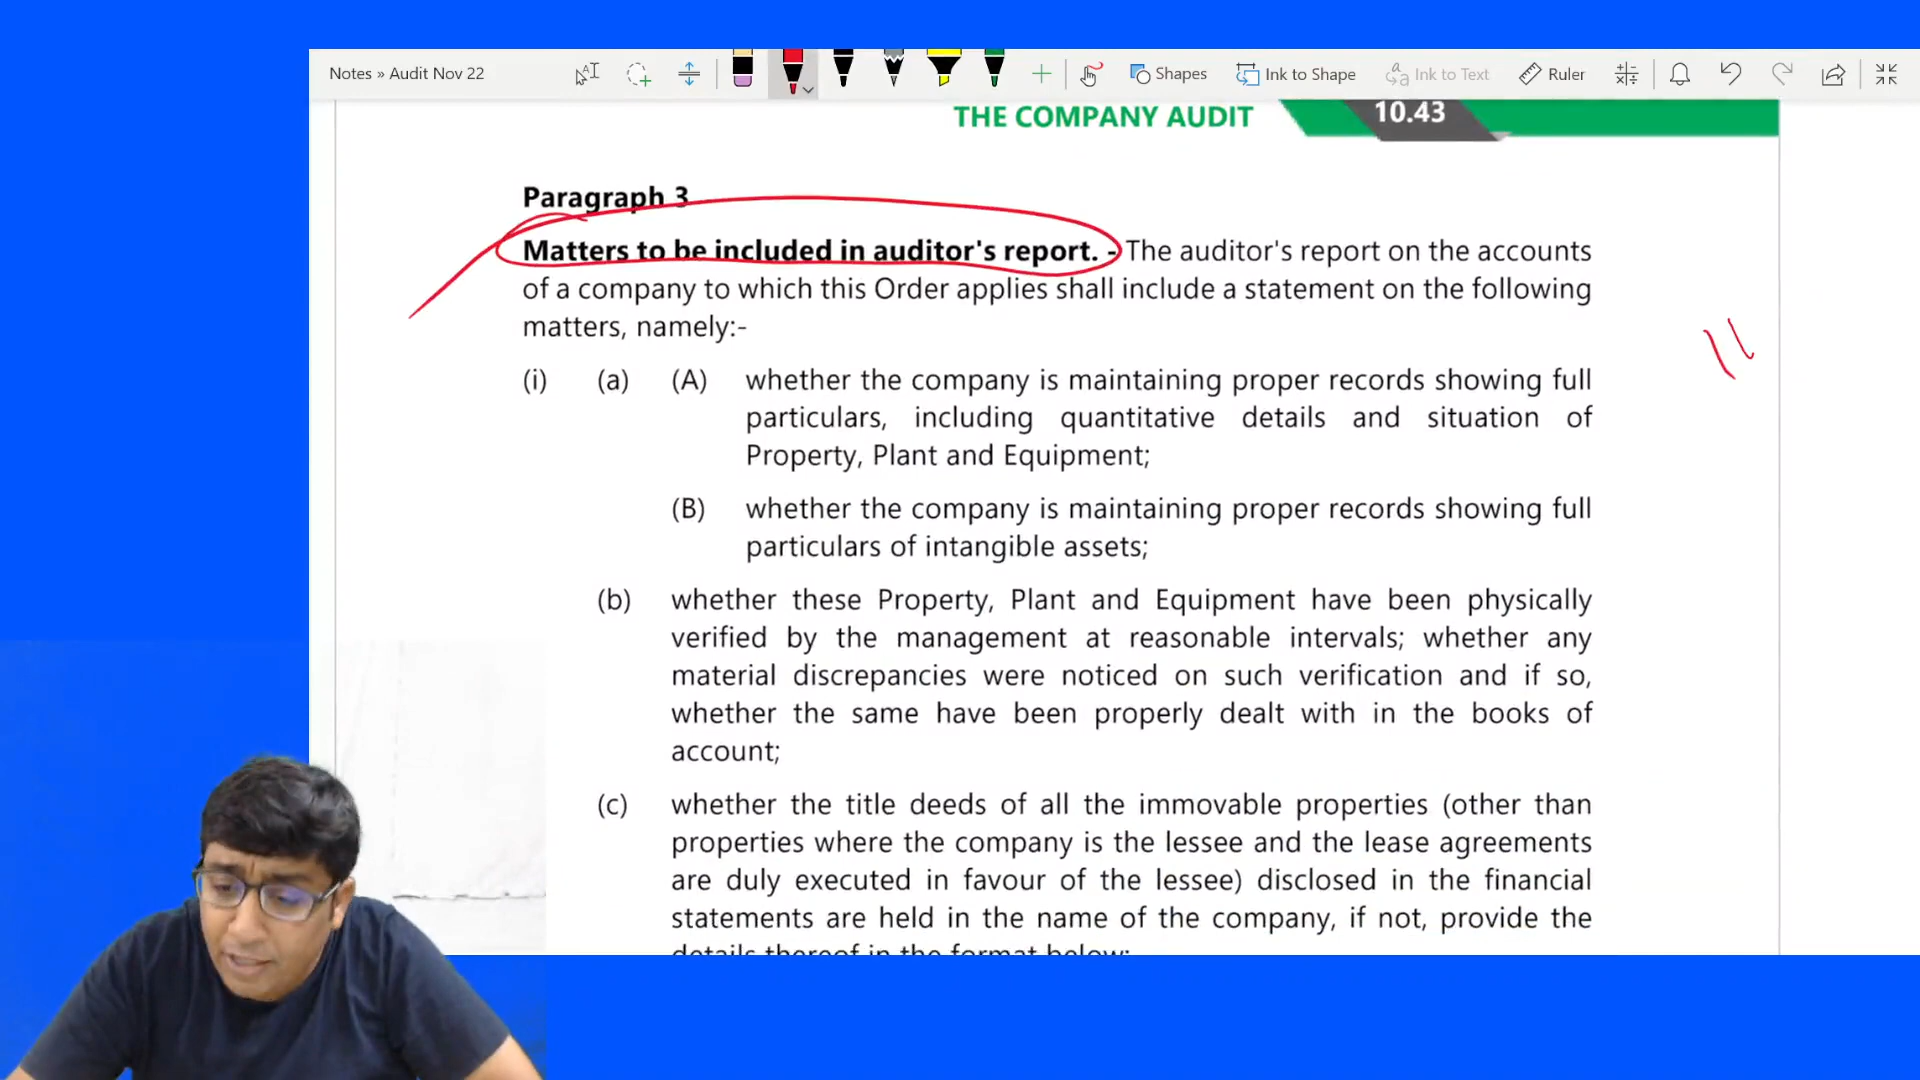 Notes » Audit Nov 22
Shapes
Ink to Shape
Ink to Text
Ruler
THE COMPANY AUDIT
10.43
Paragraph 3
Matters to be included in auditor's report. - The auditor's report on the accounts
of a company to which this Order applies shall include a statement on the following
matters, namely:-
(i) (a) (A) whether the company is maintaining proper records showing full
particulars, including quantitative details and situation of
Property, Plant and Equipment;
(B) whether the company is maintaining proper records showing full
particulars of intangible assets;
(b) whether these Property, Plant and Equipment have been physically
verified by the management at reasonable intervals; whether any
material discrepancies were noticed on such verification and if so,
whether the same have been properly dealt with in the books of
account;
(c) whether the title deeds of all the immovable properties (other than
properties where the company is the lessee and the lease agreements
are duly executed in favour of the lessee) disclosed in the financial
statements are held in the name of the company, if not, provide the
details thereof in the format below: